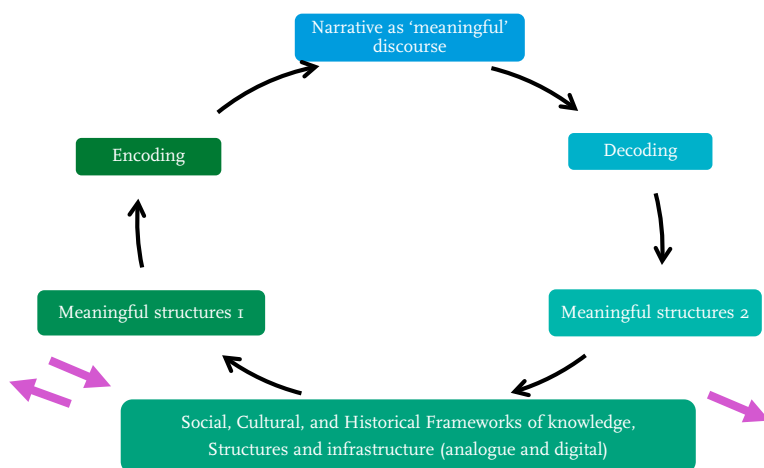 Narrative as ‘meaningful’
discourse
Encoding
Decoding
Meaningful structures 1
Meaningful structures 2
Social, Cultural, and Historical Frameworks of knowledge,
Structures and infrastructure (analogue and digital)